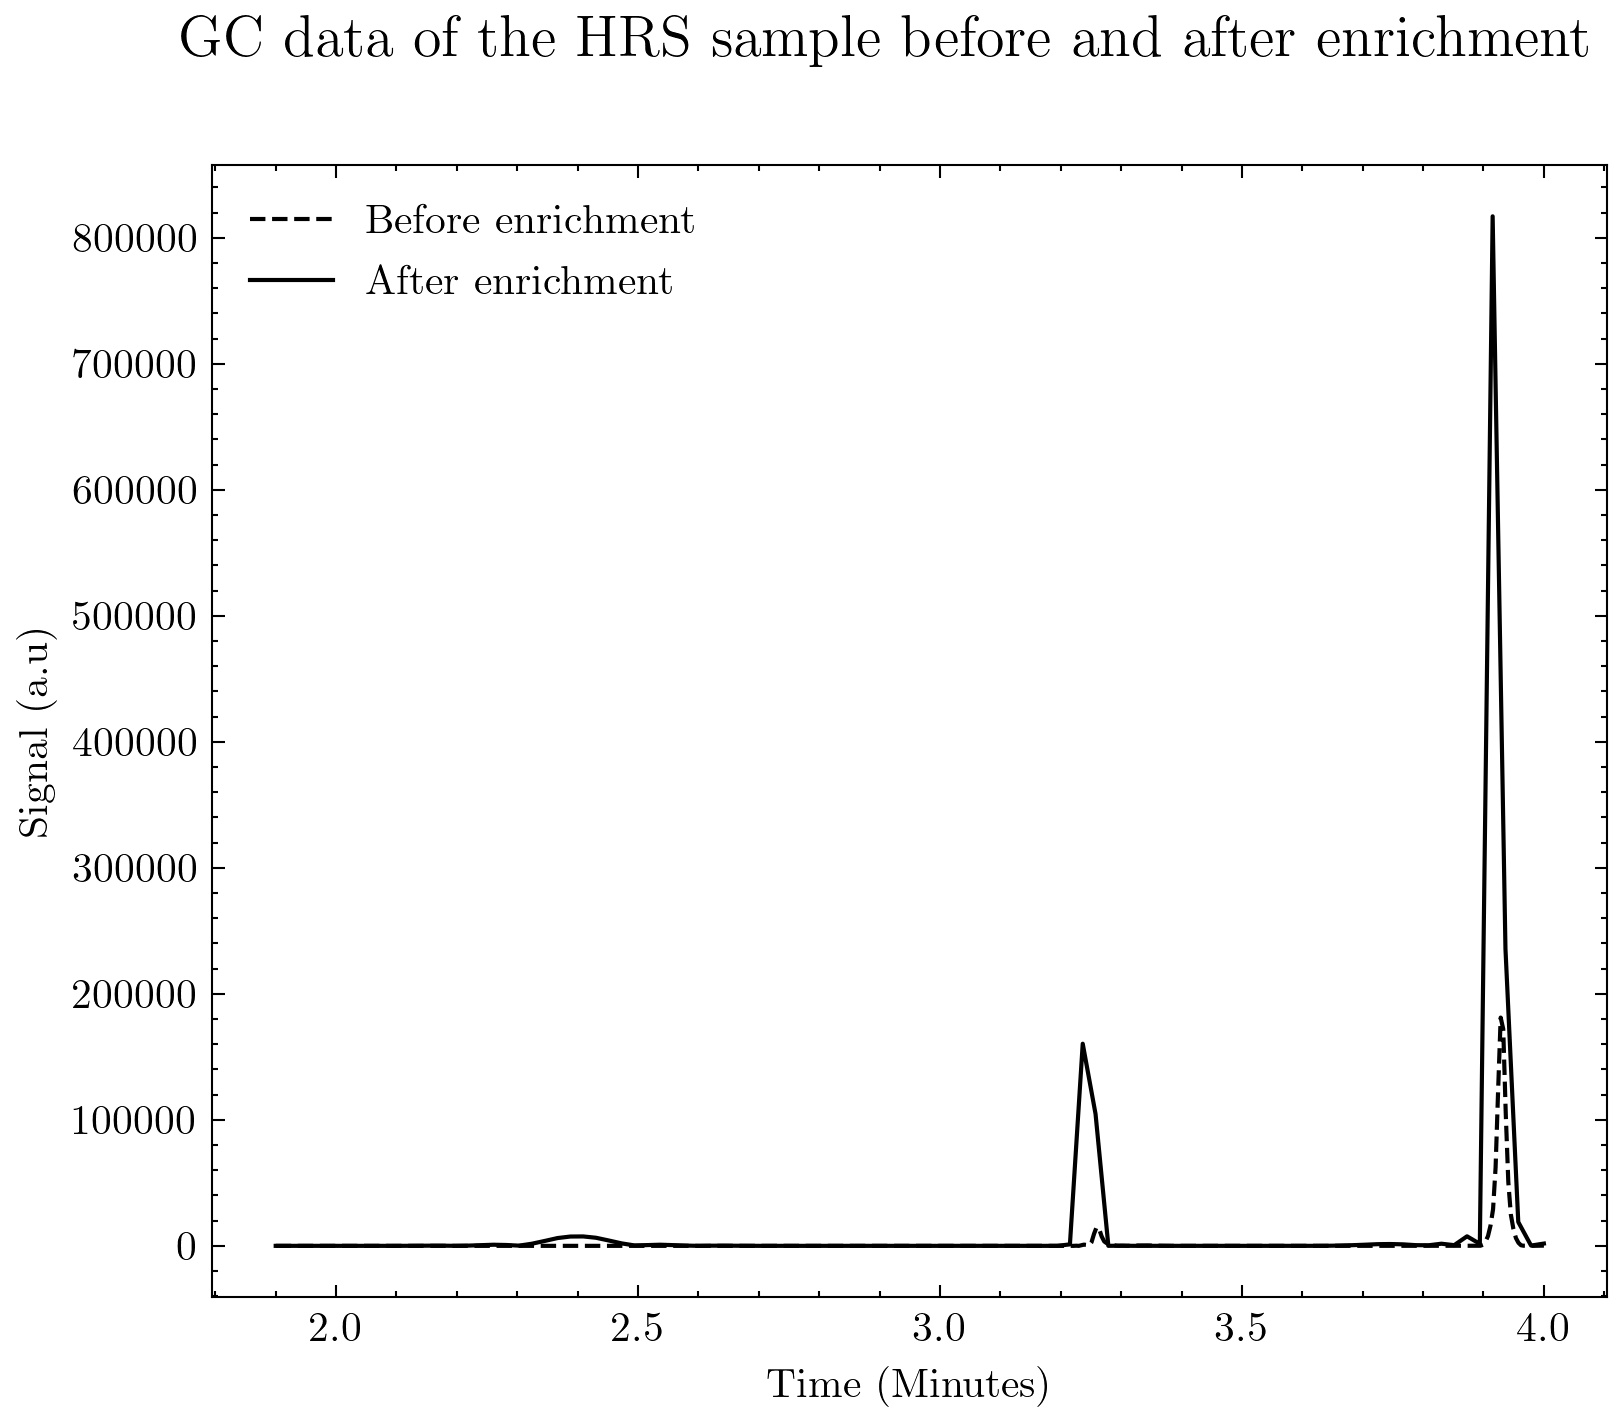 GC data of the HRS sample before and after enrichment
Before enrichment
After enrichment
800000
700000
600000
500000
400000
300000
200000
100000
0
Signal (a.u)
2.0 2.5 3.0 3.5 4.0
Time (Minutes)